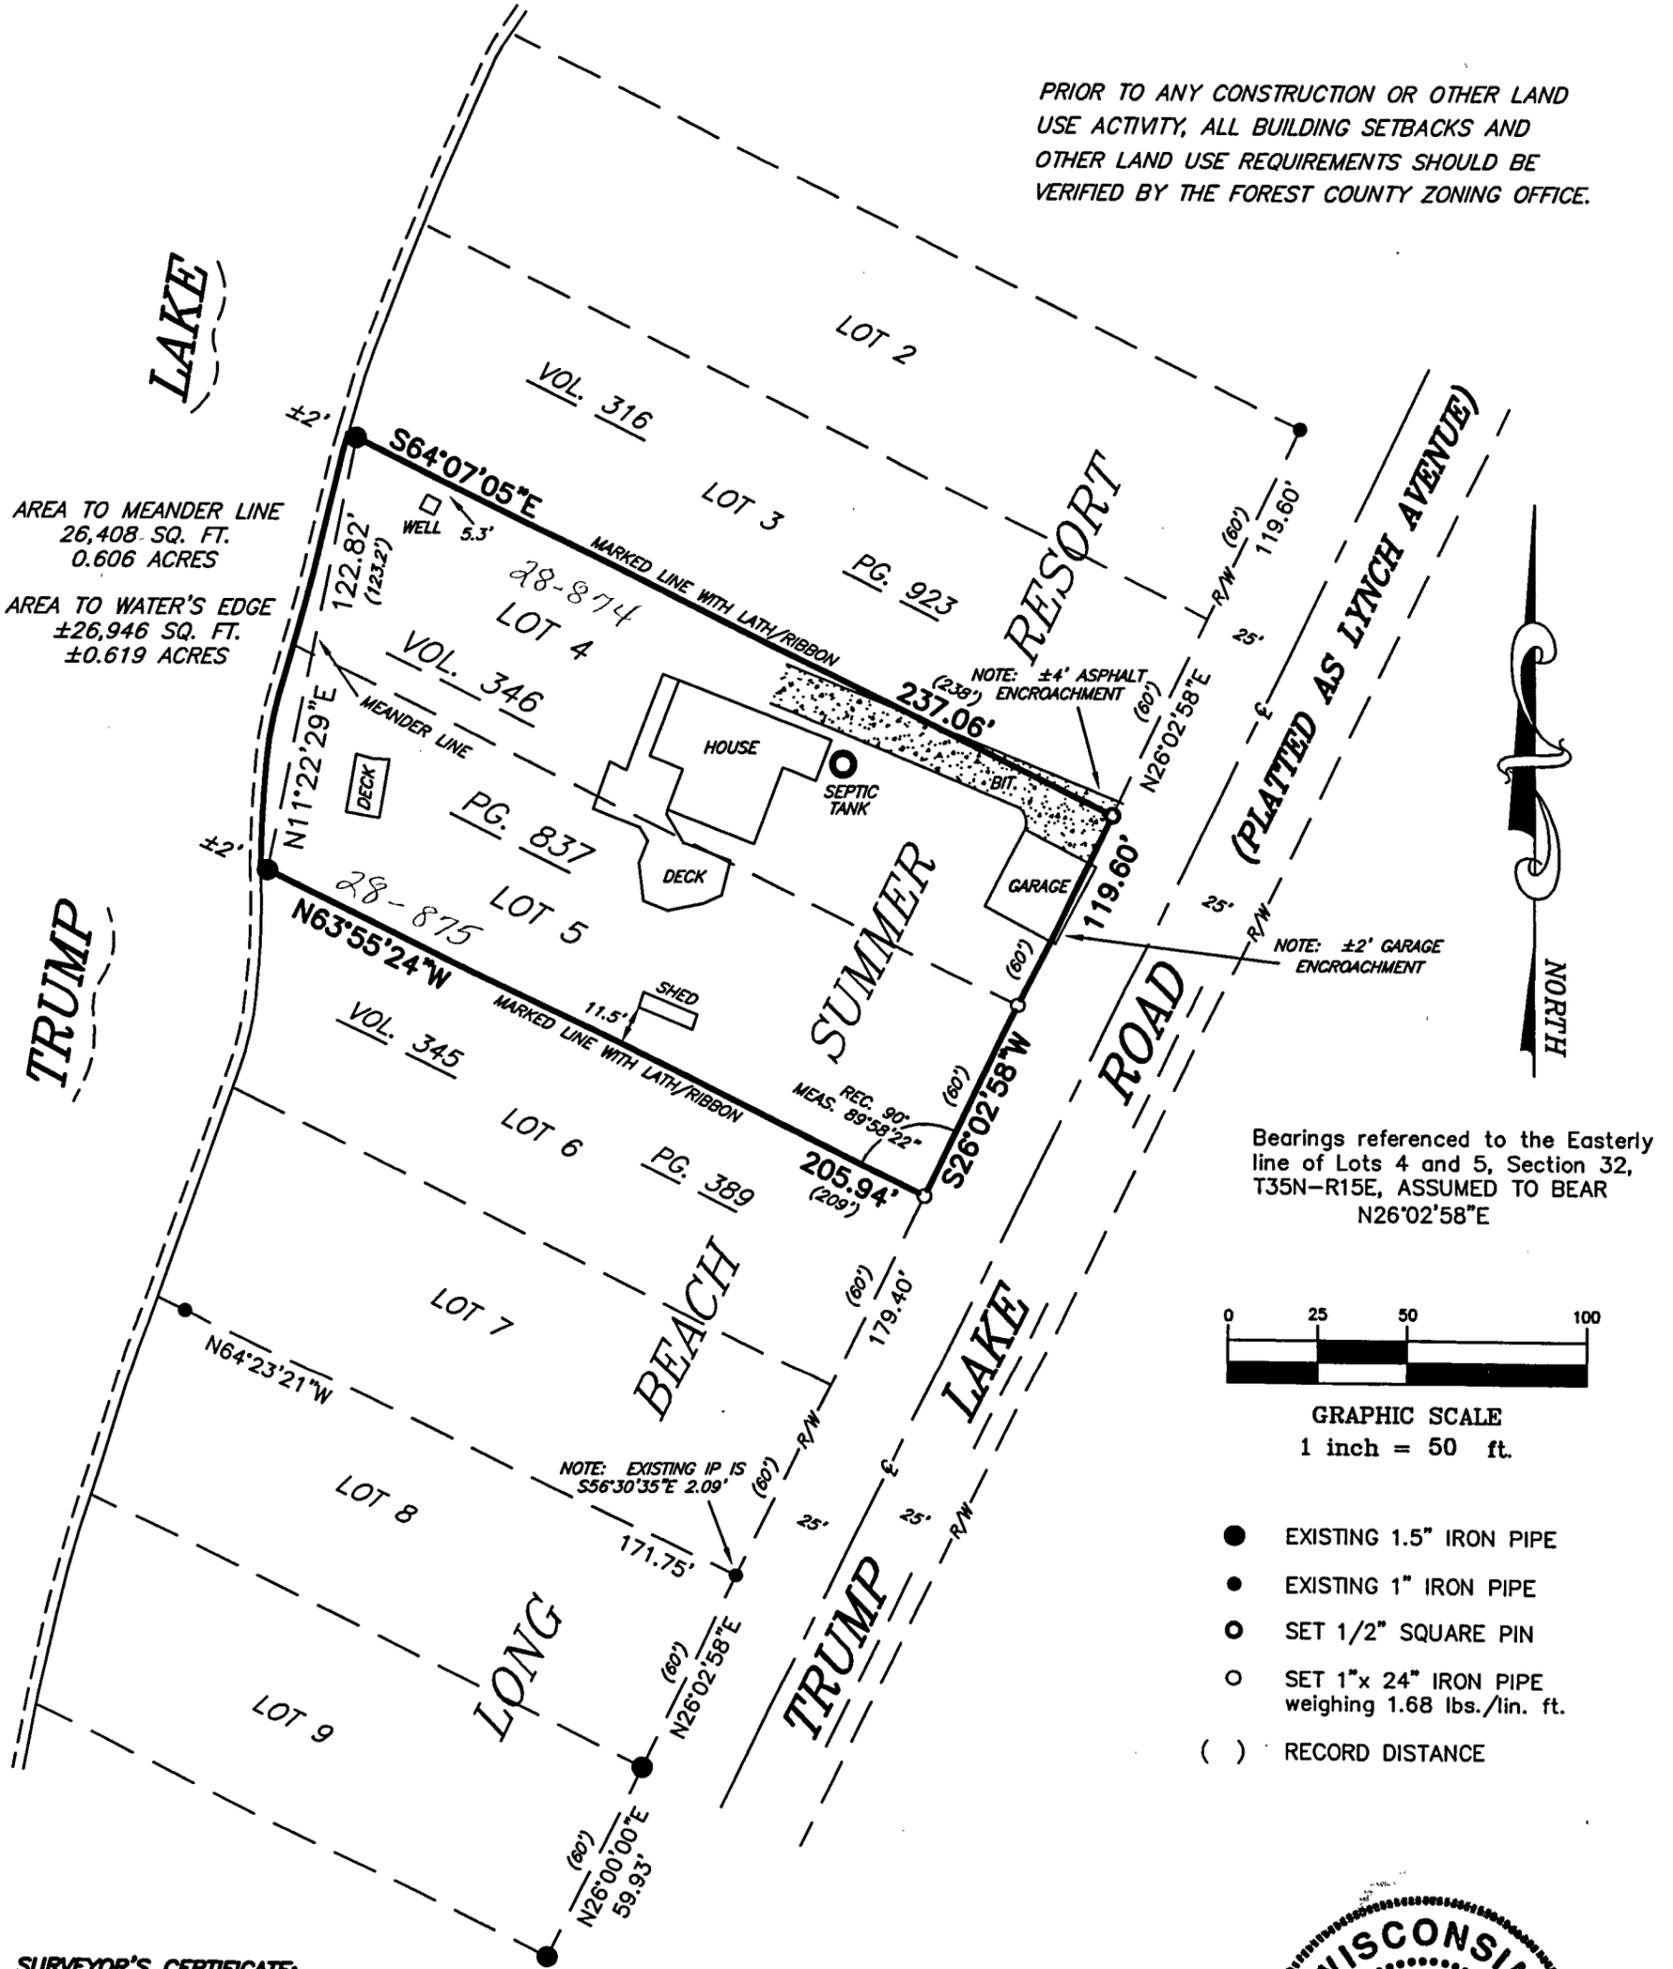 PRIOR TO ANY CONSTRUCTION OR OTHER LAND
USE ACTIVITY, ALL BUILDING SETBACKS AND
OTHER LAND USE REQUIREMENTS SHOULD BE
VERIFIED BY THE FOREST COUNTY ZONING OFFICE.
LAKE
TRUMP
LOT 2
VOL. 316
LOT 3
PG. 923
±2'
S64°07'05"E
WELL
5.3'
122.82'
(123.2')
N11°22'29"E
AREA TO MEANDER LINE
26,408 SQ. FT.
0.606 ACRES
AREA TO WATER'S EDGE
±26,946 SQ. FT.
±0.619 ACRES
MARKED LINE WITH LATH/RIBBON
28-874
LOT 4
VOL. 346
MEANDER LINE
(238')
237.06'
NOTE: ±4' ASPHALT
ENCROACHMENT
HOUSE
SEPTIC
TANK
BIT.
DECK
PG. 837
DECK
GARAGE
±2'
28-875
LOT 5
N63°55'24"W
MARKED LINE WITH LATH/RIBBON
11.5'
SHED
119.60'
(60')
(60')
S26°02'58"W
REC. 90°
MEAS. 89°58'22"
205.94'
(209')
NOTE: ±2' GARAGE
ENCROACHMENT
R/W
(60')
119.60'
25'
(60')
N26°02'58"E
℄
25'
R/W
RESORT
SUMMER
BEACH
LONG
(PLATTED AS LYNCH AVENUE)
ROAD
LAKE
TRUMP
NORTH
VOL. 345
LOT 6
PG. 389
(60')
179.40'
LOT 7
N64°23'21"W
R/W
(60')
NOTE: EXISTING IP IS
S56°30'35"E 2.09'
171.75'
℄
25'
25'
R/W
LOT 8
(60')
N26°02'58"E
LOT 9
(60')
N26°00'00"E
59.93'
Bearings referenced to the Easterly
line of Lots 4 and 5, Section 32,
T35N-R15E, ASSUMED TO BEAR
N26°02'58"E
0 25 50 100
GRAPHIC SCALE
1 inch = 50 ft.
EXISTING 1.5" IRON PIPE
EXISTING 1" IRON PIPE
SET 1/2" SQUARE PIN
SET 1"x 24" IRON PIPE
weighing 1.68 lbs./lin. ft.
( ) RECORD DISTANCE
SURVEYOR'S CERTIFICATE:
WISCONSIN